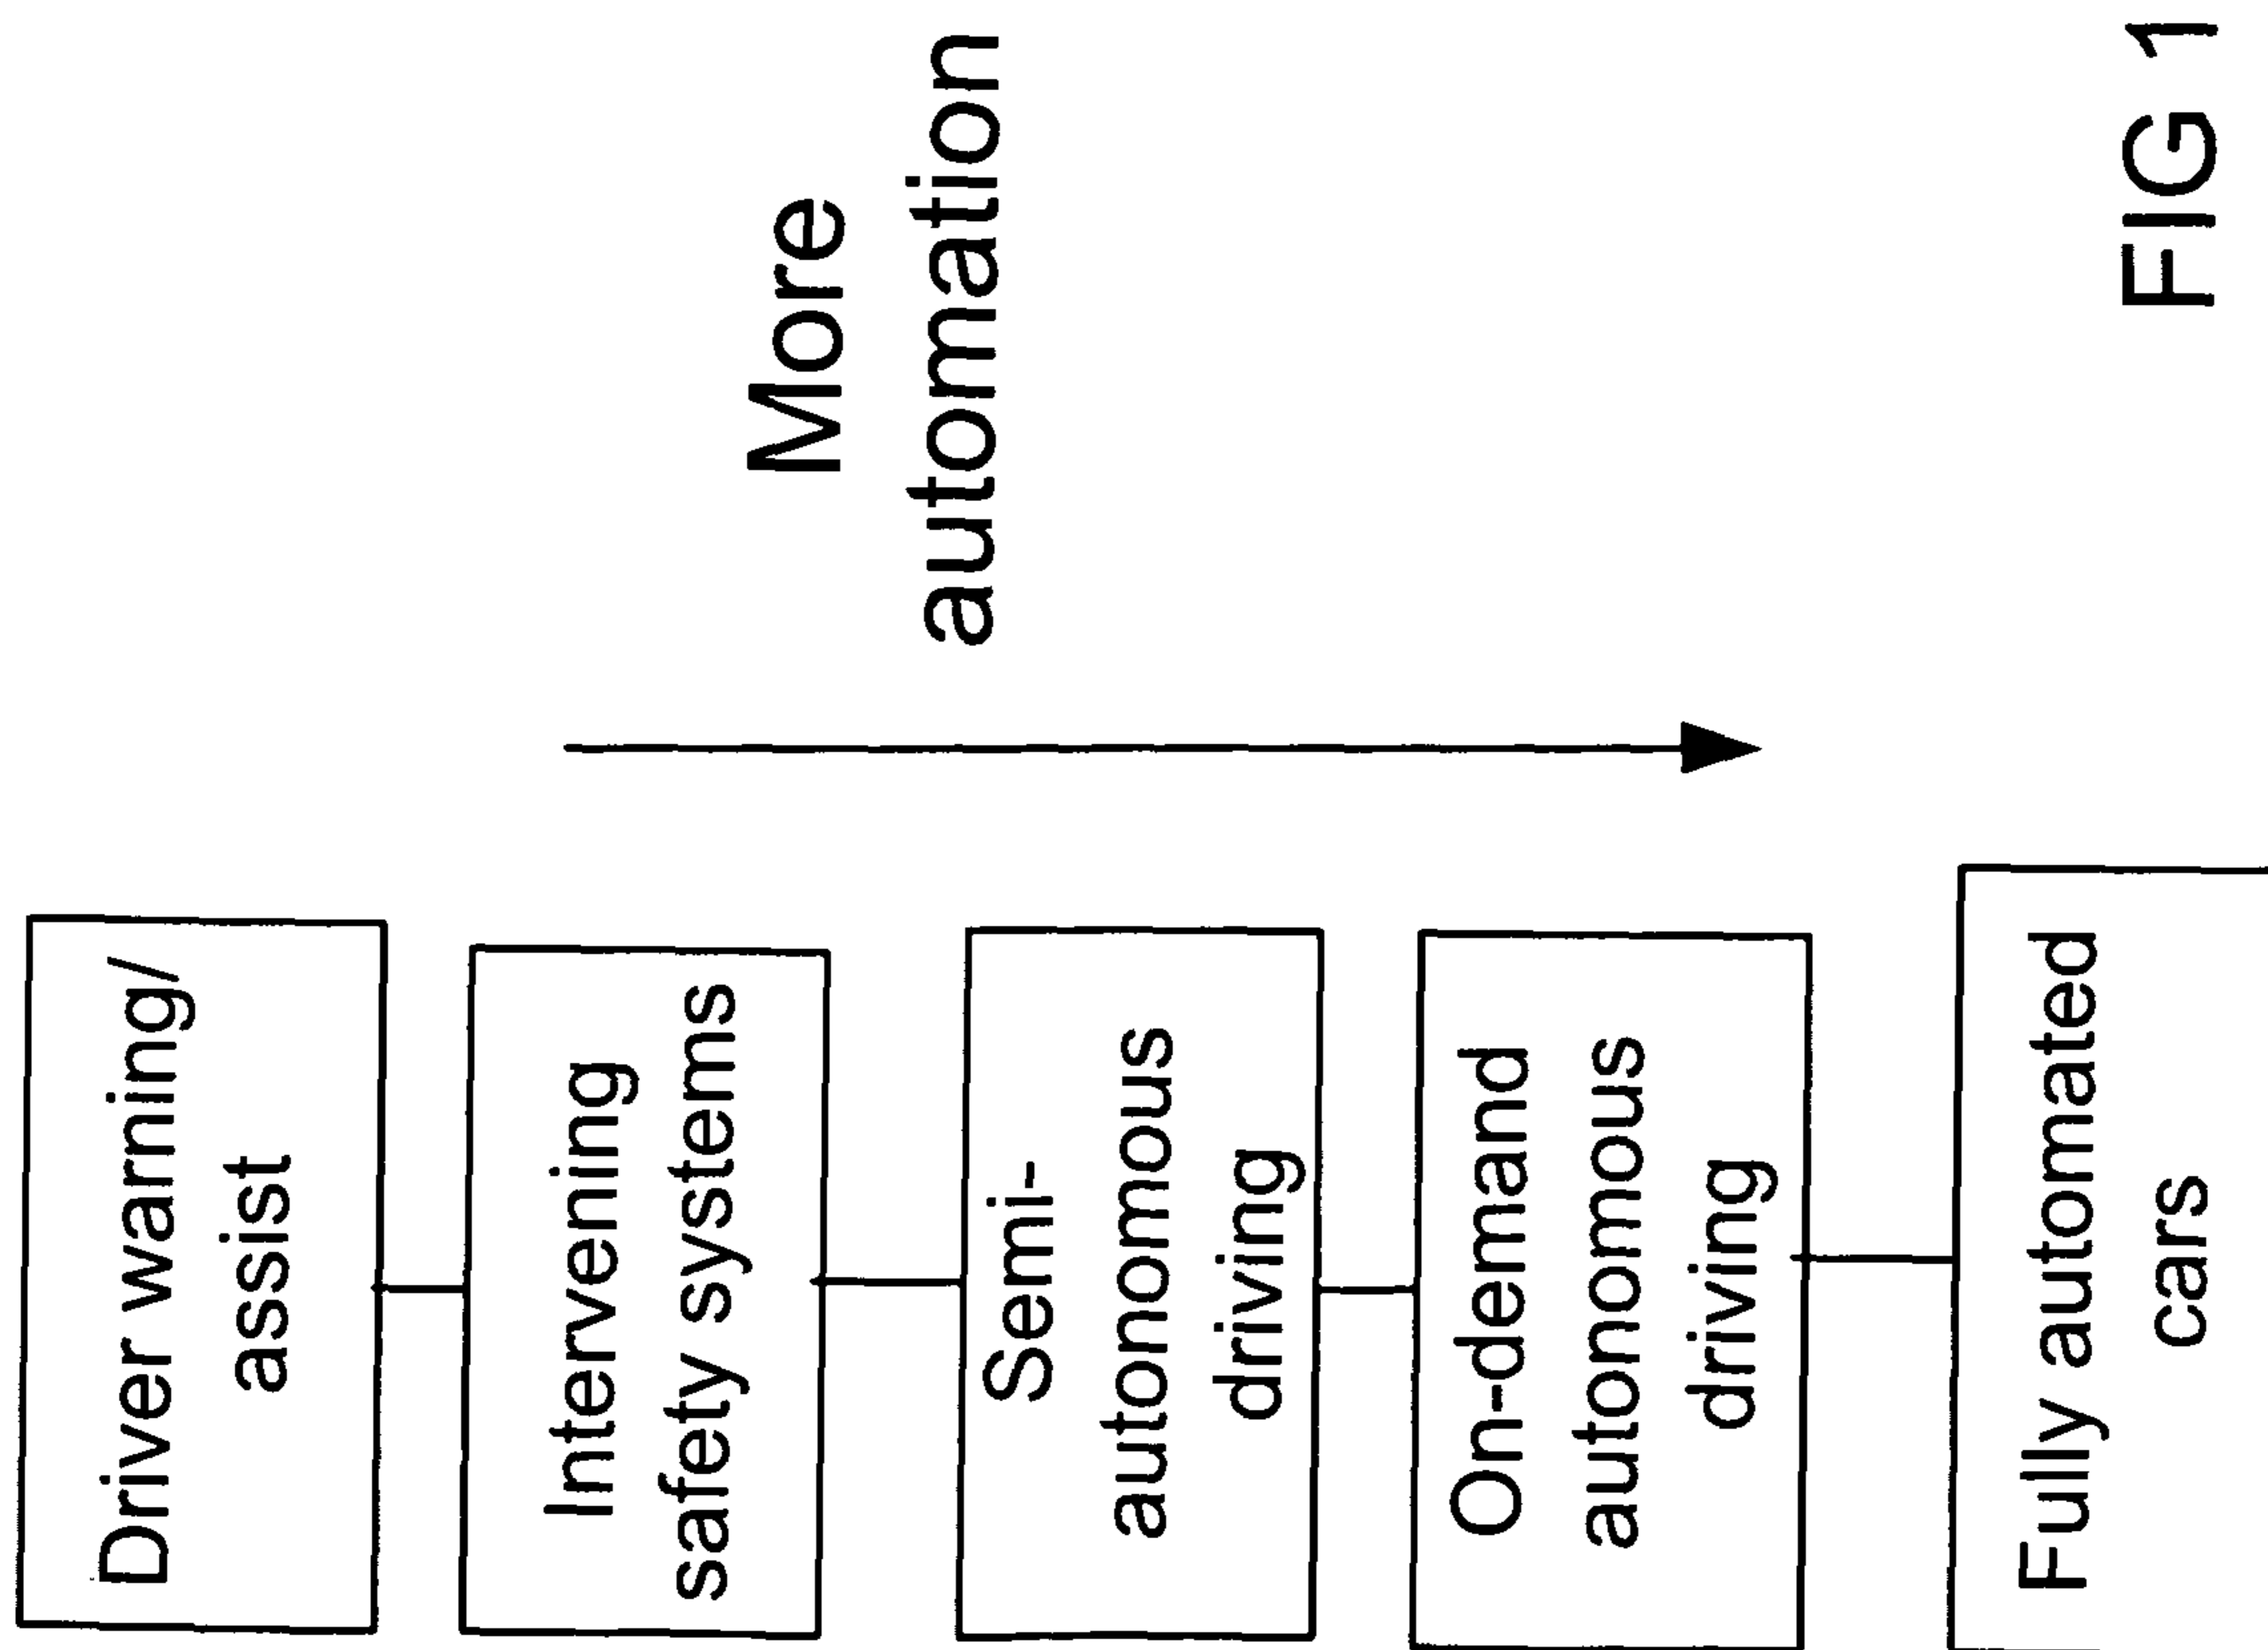 Driver warning/
assist
Intervening
safety systems
Semi-
autonomous
driving
On-demand
autonomous
driving
Fully automated
cars
More
automation
FIG 1